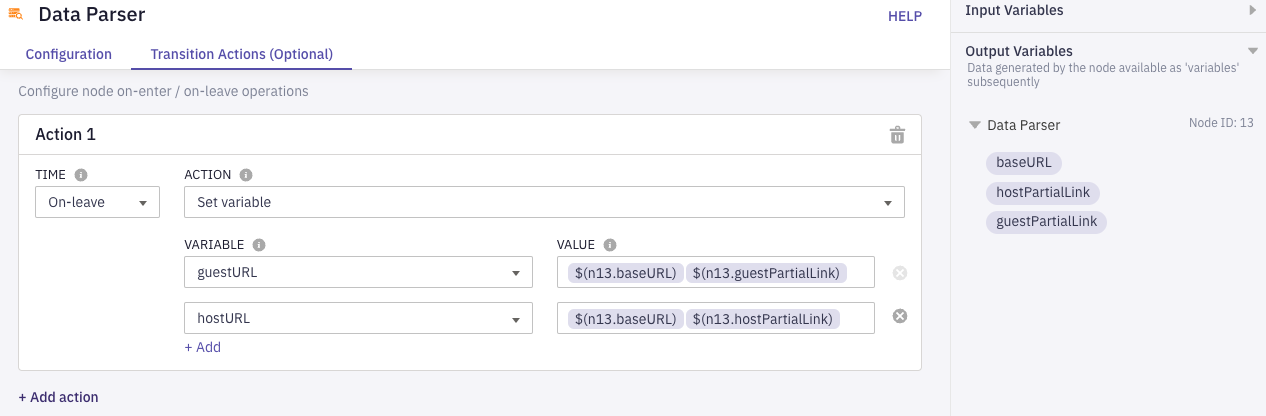 Data Parser
HELP
Configuration
Transition Actions (Optional)
Configure node on-enter / on-leave operations
Action 1
TIME
ACTION
On-leave
Set variable
VARIABLE
VALUE
guestURL
$(n13.baseURL) $(n13.guestPartialLink)
hostURL
$(n13.baseURL) $(n13.hostPartialLink)
+ Add
+ Add action
Input Variables
Output Variables
Data generated by the node available as 'variables'
subsequently
Data Parser
Node ID: 13
baseURL
hostPartialLink
guestPartialLink